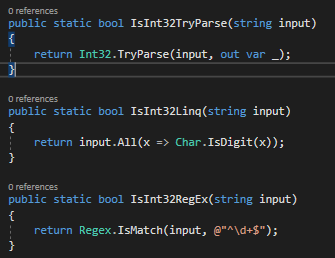 0 references
public static bool IsInt32TryParse(string input)
{
return Int32.TryParse(input, out var _);
}
0 references
public static bool IsInt32Linq(string input)
{
return input.All(x => Char.IsDigit(x));
}
0 references
public static bool IsInt32RegEx(string input)
{
return Regex.IsMatch(input, @"^\d+$");
}